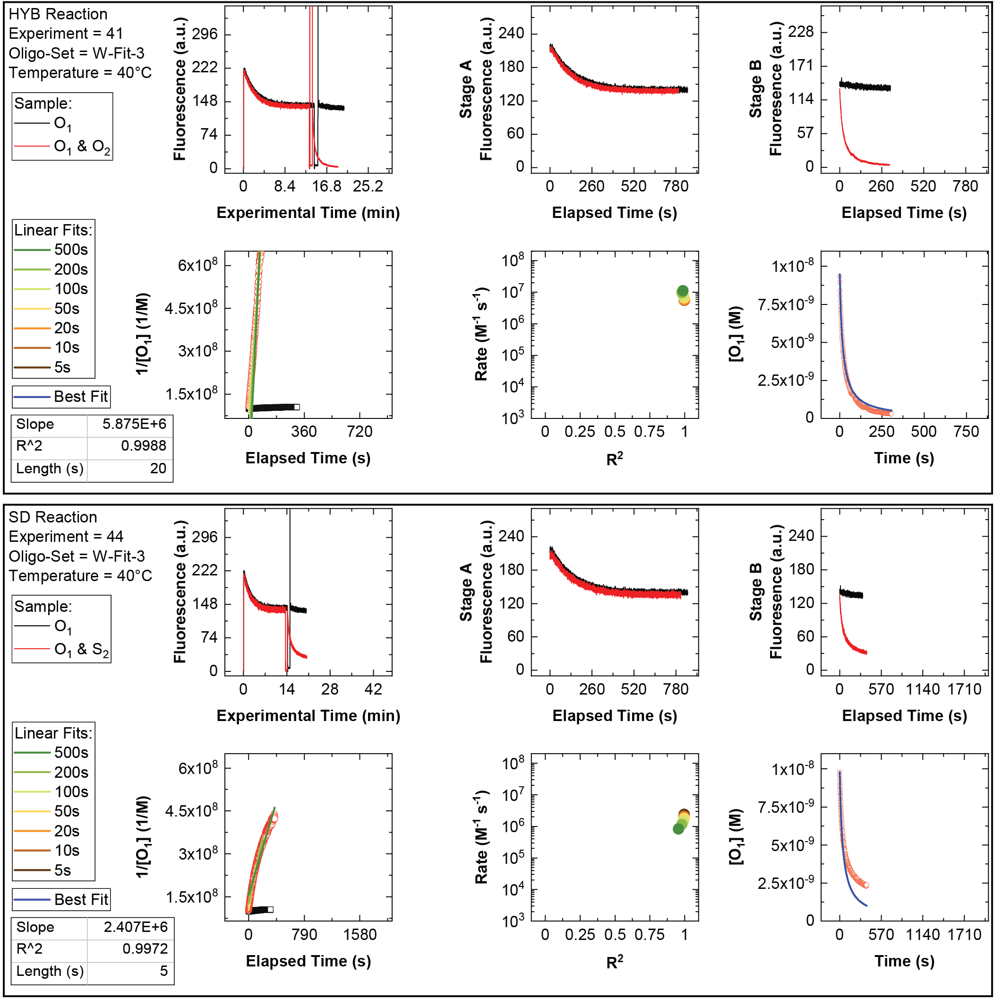 HYB Reaction
Experiment = 41
Oligo-Set = W-Fit-3
Temperature = 40°C
Sample:
O1
O1 & O2
Fluorescence (a.u.)
296
222
148
74
0
0 8.4 16.8 25.2
Experimental Time (min)
Stage A
Fluorescence (a.u.)
240
180
120
60
0
0 260 520 780
Elapsed Time (s)
Stage B
Fluoresence (a.u.)
228
171
114
57
0
0 260 520 780
Elapsed Time (s)
Linear Fits:
500s
200s
100s
50s
20s
10s
5s
Best Fit
Slope 5.875E+6
R^2 0.9988
Length (s) 20
1/[O1] (1/M)
6x10^8
4.5x10^8
3x10^8
1.5x10^8
0 360 720
Elapsed Time (s)
Rate (M^-1 s^-1)
10^8
10^7
10^6
10^5
10^4
10^3
0 0.25 0.5 0.75 1
R^2
[O1] (M)
1x10^-8
7.5x10^-9
5x10^-9
2.5x10^-9
0
0 250 500 750
Time (s)
SD Reaction
Experiment = 44
Oligo-Set = W-Fit-3
Temperature = 40°C
Sample:
O1
O1 & S2
Fluorescence (a.u.)
296
222
148
74
0
0 14 28 42
Experimental Time (min)
Stage A
Fluorescence (a.u.)
240
180
120
60
0
0 260 520 780
Elapsed Time (s)
Stage B
Fluoresence (a.u.)
240
180
120
60
0
0 570 1140 1710
Elapsed Time (s)
Linear Fits:
500s
200s
100s
50s
20s
10s
5s
Best Fit
Slope 2.407E+6
R^2 0.9972
Length (s) 5
1/[O1] (1/M)
6x10^8
4.5x10^8
3x10^8
1.5x10^8
0 790 1580
Elapsed Time (s)
Rate (M^-1 s^-1)
10^8
10^7
10^6
10^5
10^4
10^3
0 0.25 0.5 0.75 1
R^2
[O1] (M)
1x10^-8
7.5x10^-9
5x10^-9
2.5x10^-9
0
0 570 1140 1710
Time (s)